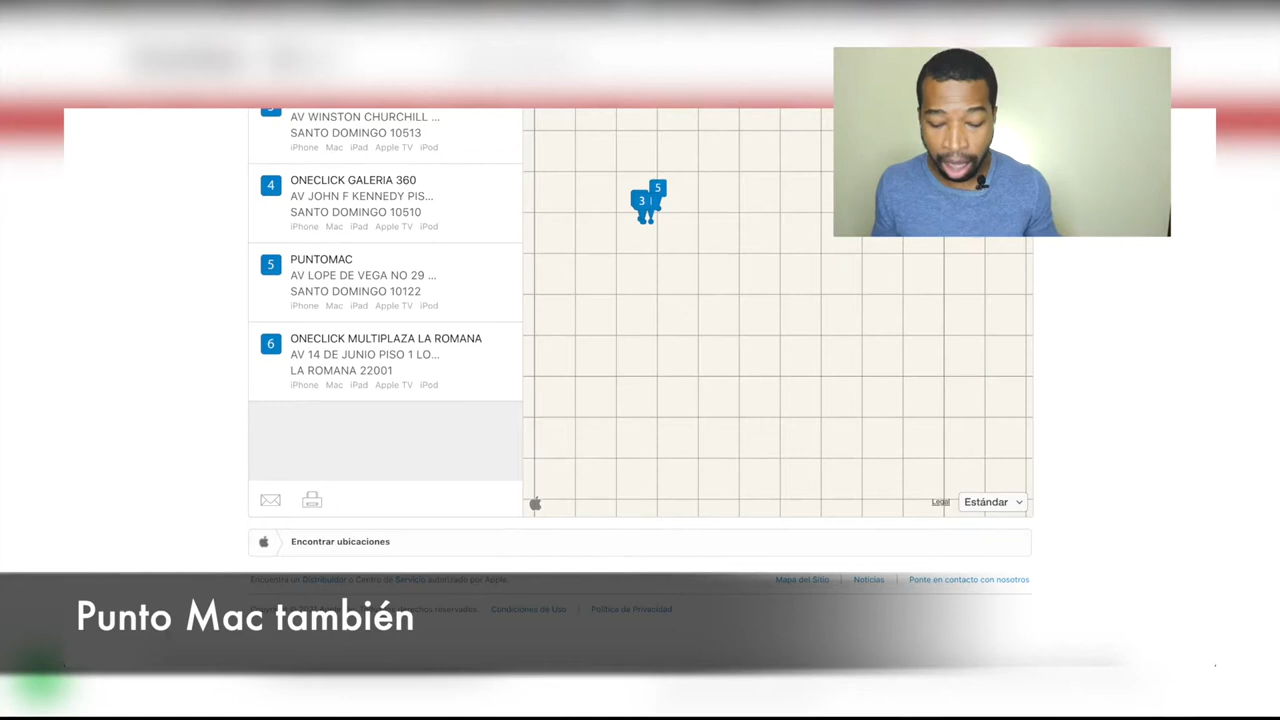 3
AV WINSTON CHURCHILL ...
SANTO DOMINGO 10513
iPhone Mac iPad Apple TV iPod
4
ONECLICK GALERIA 360
AV JOHN F KENNEDY PIS...
SANTO DOMINGO 10510
iPhone Mac iPad Apple TV iPod
5
PUNTOMAC
AV LOPE DE VEGA NO 29 ...
SANTO DOMINGO 10122
iPhone Mac iPad Apple TV iPod
6
ONECLICK MULTIPLAZA LA ROMANA
AV 14 DE JUNIO PISO 1 LO...
LA ROMANA 22001
iPhone Mac iPad Apple TV iPod
5
3
Legal
Estándar
Encontrar ubicaciones
Encuentra un Distribuidor o Centro de Servicio autorizado por Apple.
Mapa del Sitio | Noticias | Ponte en contacto con nosotros
derechos reservados. Condiciones de Uso | Política de Privacidad
Punto Mac también